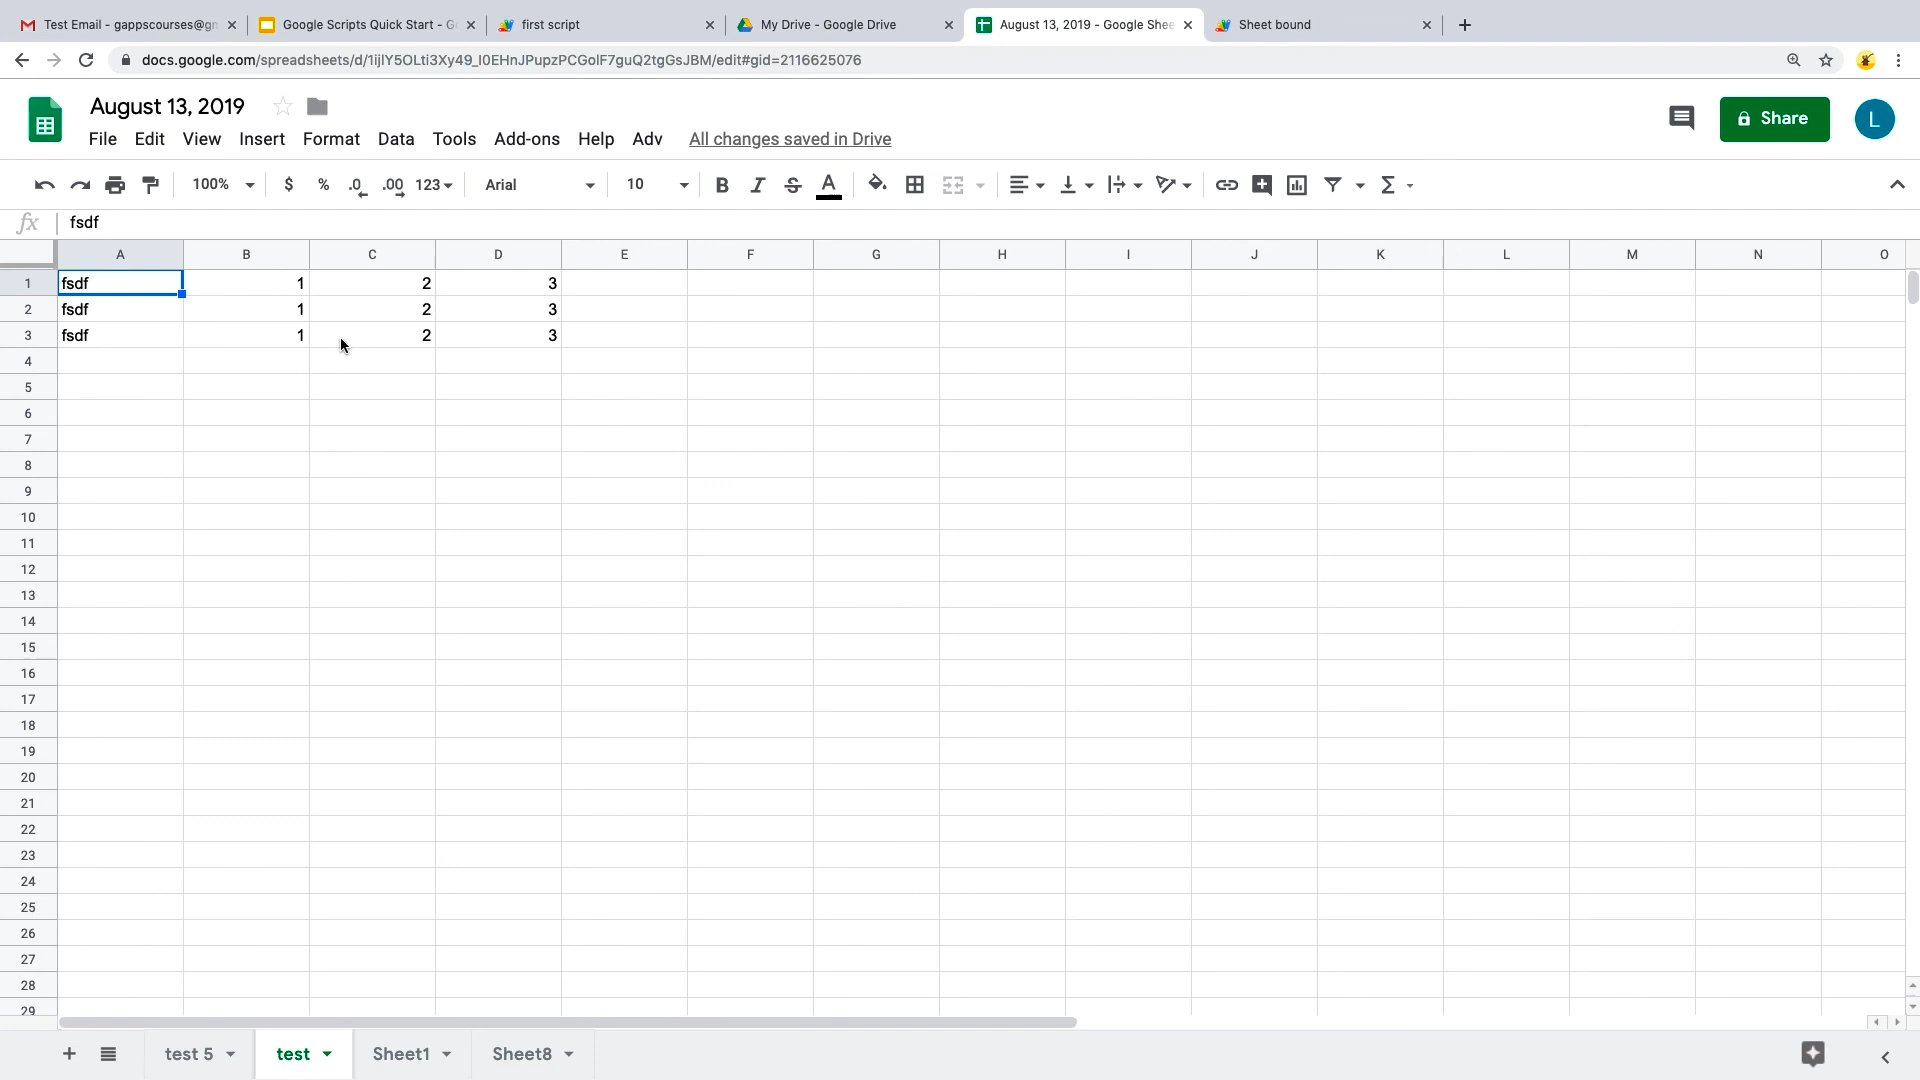 Test Email - gappscourses@gn
Google Scripts Quick Start - G
first script
My Drive - Google Drive
August 13, 2019 - Google Shee
Sheet bound
docs.google.com/spreadsheets/d/1ijlY5OLti3Xy49_I0EHnJPupzPCGolF7guQ2tgGsJBM/edit#gid=2116625076
August 13, 2019
File Edit View Insert Format Data Tools Add-ons Help Adv All changes saved in Drive
Share
L
100% $ % .0 .00 123 Arial 10 B I S A Σ
fx fsdf
A B C D E F G H I J K L M N O
1 fsdf 1 2 3
2 fsdf 1 2 3
3 fsdf 1 2 3
4
5
6
7
8
9
10
11
12
13
14
15
16
17
18
19
20
21
22
23
24
25
26
27
28
29
+ test 5 test Sheet1 Sheet8